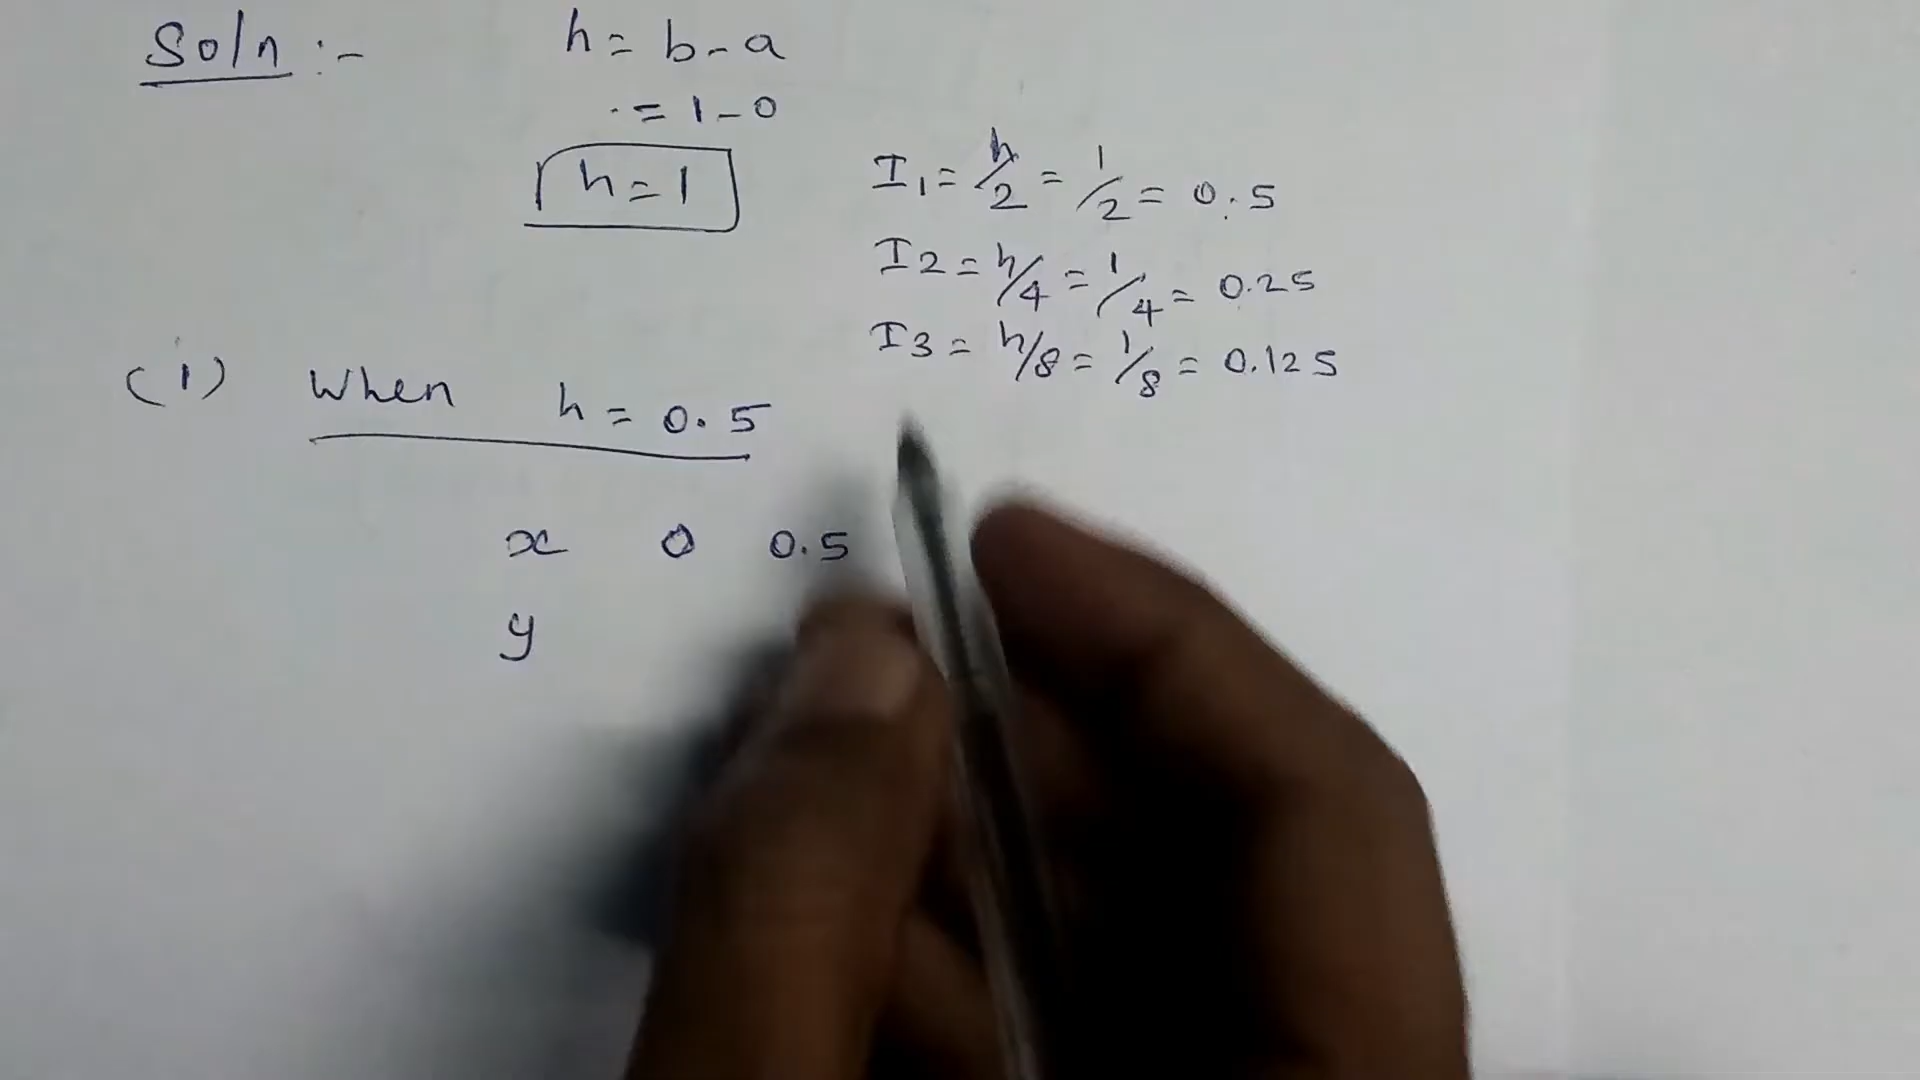 Soln :-
h = b - a
= 1 - 0
h = 1
I1 = h/2 = 1/2 = 0.5
I2 = h/4 = 1/4 = 0.25
I3 = h/8 = 1/8 = 0.125
(1) When h = 0.5
x 0 0.5
y